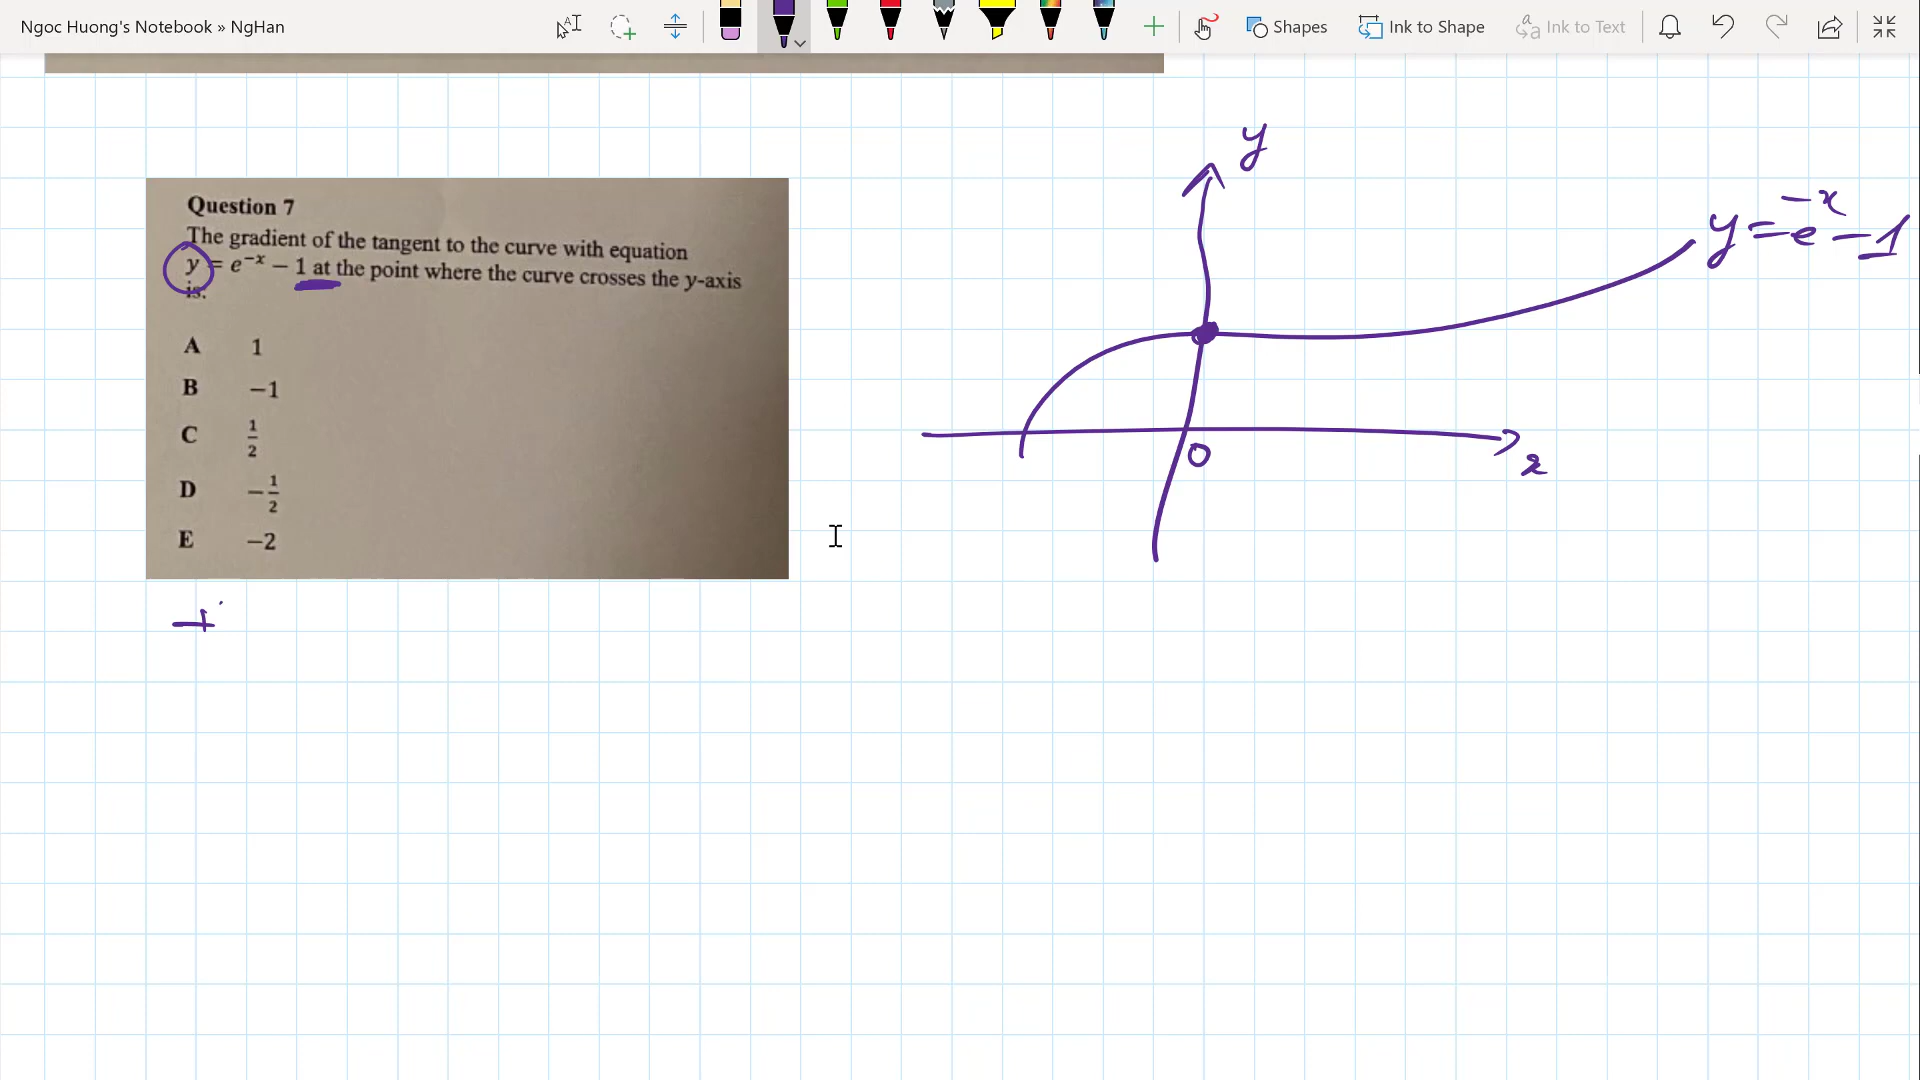 Ngoc Huong's Notebook » NgHan
Shapes
Ink to Shape
Ink to Text
Question 7
The gradient of the tangent to the curve with equation
y = e^{-x} − 1 at the point where the curve crosses the y-axis
is:
A 1
B −1
C 1/2
D −1/2
E −2
y
y = e^{-x} − 1
0
x
+